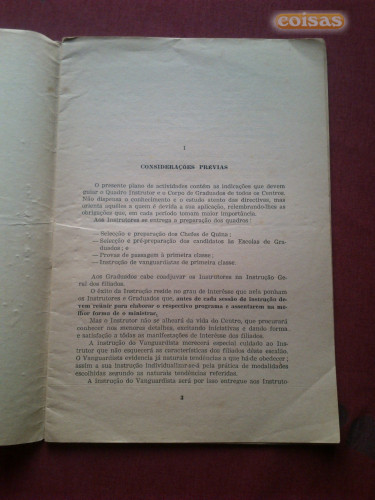 coisas
I
CONSIDERAÇÕES PRÉVIAS
O presente plano de actividades contém as indicações que devem
guiar o Quadro Instrutor e o Corpo de Graduados de todos os Centros.
Não dispensa o conhecimento e o estudo atento das directivas, mas
orienta aqueles a quem é devida a sua aplicação, relembrando-lhes as
obrigações que, em cada período tomam maior importância.
Aos Instrutores se entrega a preparação dos quadros:
— Selecção e preparação dos Chefes de Quina;
— Selecção e pré-preparação dos candidatos às Escolas de Gra-
duados; e
— Provas de passagem à primeira classe;
— Instrução de vanguardistas de primeira classe.
Aos Graduados cabe coadjuvar os Instrutores na Instrução Ge-
ral dos filiados.
O êxito da Instrução reside no grau de interêsse que nela ponham
os Instrutores e Graduados que, antes de cada sessão de instrução de-
vem reunir para elaborar o respectivo programa e assentarem na me-
lhor forma de o ministrar.
Mas o Instrutor não se alheará da vida do Centro, que procurará
conhecer nos menores detalhes, excitando iniciativas e dando forma
e satisfação a tôdas as manifestações de interêsse dos filiados.
A instrução do Vanguardista merecerá especial cuidado ao Ins-
trutor que não esquecerá as características dos filiados dêste escalão.
O Vanguardista evidencia já naturais tendências a que há de obedecer;
assim a sua instrução individualizar-se-á pela prática de modalidades
escolhidas segundo as naturais tendências referidas.
A instrução do Vanguardista será por isso entregue aos Instruto-